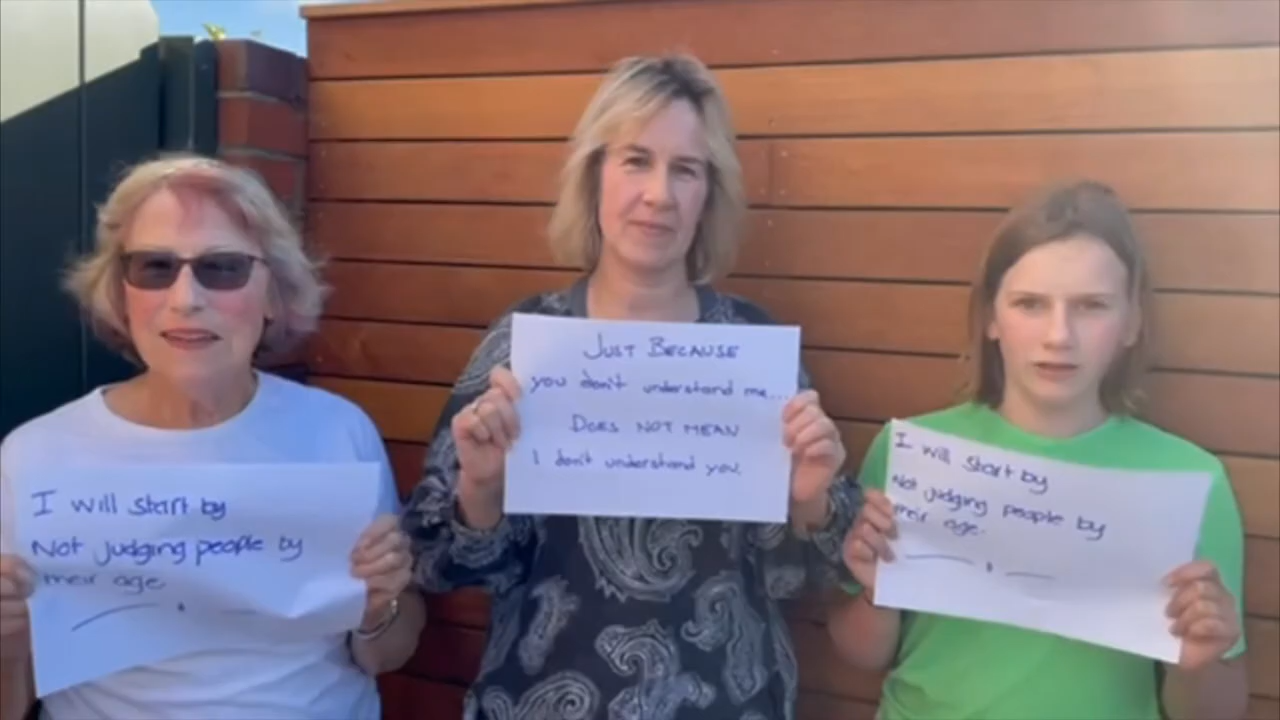 I will start by
Not judging people by
their age
JUST BECAUSE
you don't understand me...
DOES NOT MEAN
I don't understand you.
I will start by
Not judging people by
their age.